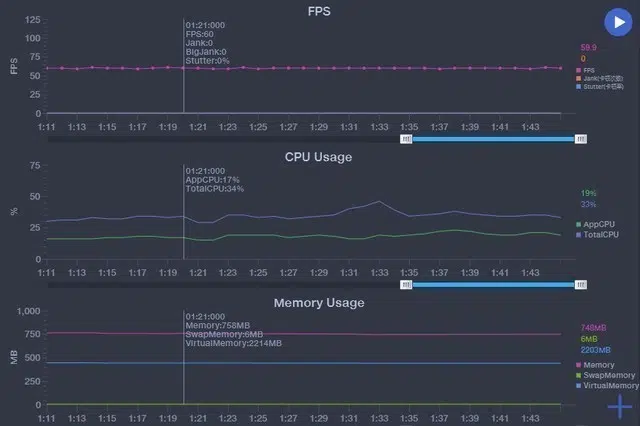 FPS
125
100
75
50
25
0
FPS
01:21:000
FPS:60
Jank:0
BigJank:0
Stutter:0%
59.9
0
FPS
Jank(卡顿次数)
Stutter(卡顿率)
1:11 1:15 1:17 1:19 1:21 1:23 1:25 1:27 1:29 1:31 1:33 1:35 1:37 1:39 1:41 1:43
CPU Usage
75
50
25
0
%
01:21:000
AppCPU:17%
TotalCPU:34%
19%
33%
AppCPU
TotalCPU
1:11 1:15 1:17 1:19 1:21 1:23 1:25 1:27 1:29 1:31 1:33 1:35 1:37 1:39 1:41 1:43
Memory Usage
1,000
750
500
250
0
MB
01:21:000
Memory:758MB
SwapMemory:6MB
VirtualMemory:2214MB
748MB
6MB
2203MB
Memory
SwapMemory
VirtualMemory
1:11 1:15 1:17 1:19 1:21 1:23 1:25 1:27 1:29 1:31 1:33 1:35 1:37 1:39 1:41 1:43